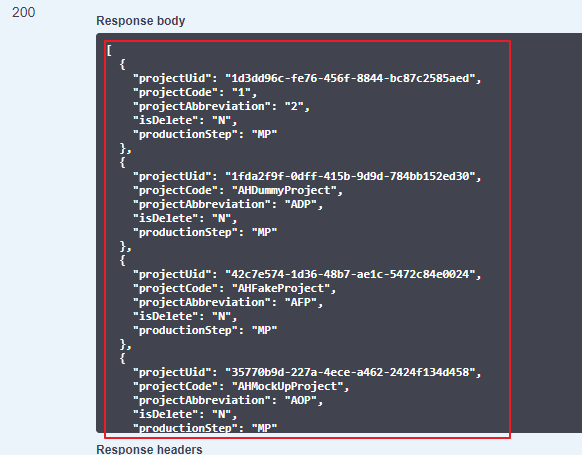 200
Response body
[
{
"projectUid": "1d3dd96c-fe76-456f-8844-bc87c2585aed",
"projectCode": "1",
"projectAbbreviation": "2",
"isDelete": "N",
"productionStep": "MP"
},
{
"projectUid": "1fda2f9f-0dff-415b-9d9d-784bb152ed30",
"projectCode": "AHDummyProject",
"projectAbbreviation": "ADP",
"isDelete": "N",
"productionStep": "MP"
},
{
"projectUid": "42c7e574-1d36-48b7-ae1c-5472c84e0024",
"projectCode": "AHFakeProject",
"projectAbbreviation": "AFP",
"isDelete": "N",
"productionStep": "MP"
},
{
"projectUid": "35770b9d-227a-4ece-a462-2424f134d458",
"projectCode": "AHMockUpProject",
"projectAbbreviation": "AOP",
"isDelete": "N",
"productionStep": "MP"
Response headers